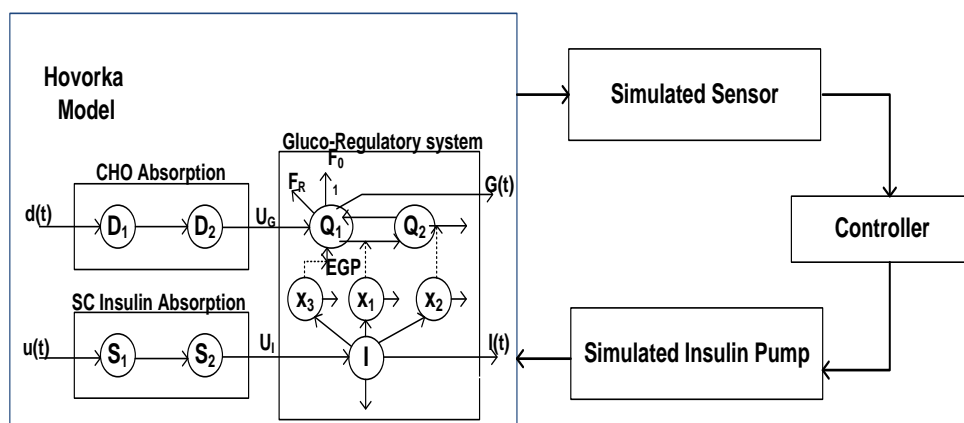 Hovorka
Model
Gluco-Regulatory system
CHO Absorption
d(t)
D1
D2
UG
FR
F0
1
G(t)
Q1
Q2
EGP
x3
x1
x2
SC Insulin Absorption
u(t)
S1
S2
UI
I
I(t)
Simulated Sensor
Controller
Simulated Insulin Pump